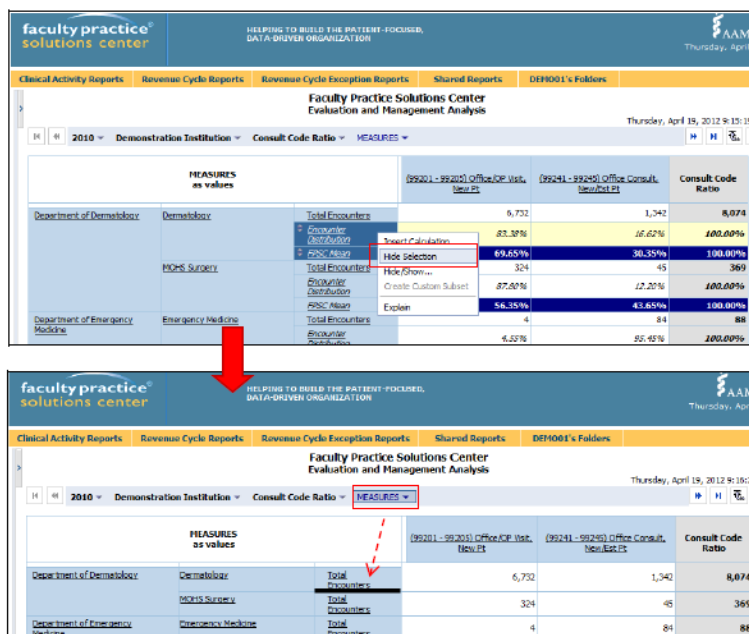 faculty practice®
solutions center
HELPING TO BUILD THE PATIENT-FOCUSED,
DATA-DRIVEN ORGANIZATION
AAM
Thursday, April
Clinical Activity Reports Revenue Cycle Reports Revenue Cycle Exception Reports Shared Reports DEMO01's Folders
Faculty Practice Solutions Center
Evaluation and Management Analysis
Thursday, April 19, 2012 9:15:19
2010 Demonstration Institution Consult Code Ratio MEASURES
MEASURES
as values
(99201 - 99205) Office/OP Visit,
New Pt
(99241 - 99245) Office Consult,
New/Est Pt
Consult Code
Ratio
Department of Dermatology Dermatology Total Encounters 6,732 1,342 8,074
Encounter
Distribution
83.38% 16.62% 100.00%
FPSC Mean 69.65% 30.35% 100.00%
MOHS Surgery Total Encounters 324 45 369
Encounter
Distribution
87.80% 12.20% 100.00%
FPSC Mean 56.35% 43.65% 100.00%
Department of Emergency
Medicine
Emergency Medicine Total Encounters 4 84 88
Encounter
Distribution
4.55% 95.45% 100.00%
Insert Calculation
Hide Selection
Hide/Show...
Create Custom Subset
Explain
faculty practice®
solutions center
HELPING TO BUILD THE PATIENT-FOCUSED,
DATA-DRIVEN ORGANIZATION
AAM
Thursday, Apr
Clinical Activity Reports Revenue Cycle Reports Revenue Cycle Exception Reports Shared Reports DEMO01's Folders
Faculty Practice Solutions Center
Evaluation and Management Analysis
Thursday, April 19, 2012 9:16:
2010 Demonstration Institution Consult Code Ratio MEASURES
MEASURES
as values
(99201 - 99205) Office/OP Visit,
New Pt
(99241 - 99245) Office Consult,
New/Est Pt
Consult Code
Ratio
Department of Dermatology Dermatology Total
Encounters
6,732 1,342 8,074
MOHS Surgery Total
Encounters
324 45 369
Department of Emergency
Medicine
Emergency Medicine Total
Encounters
4 84 88